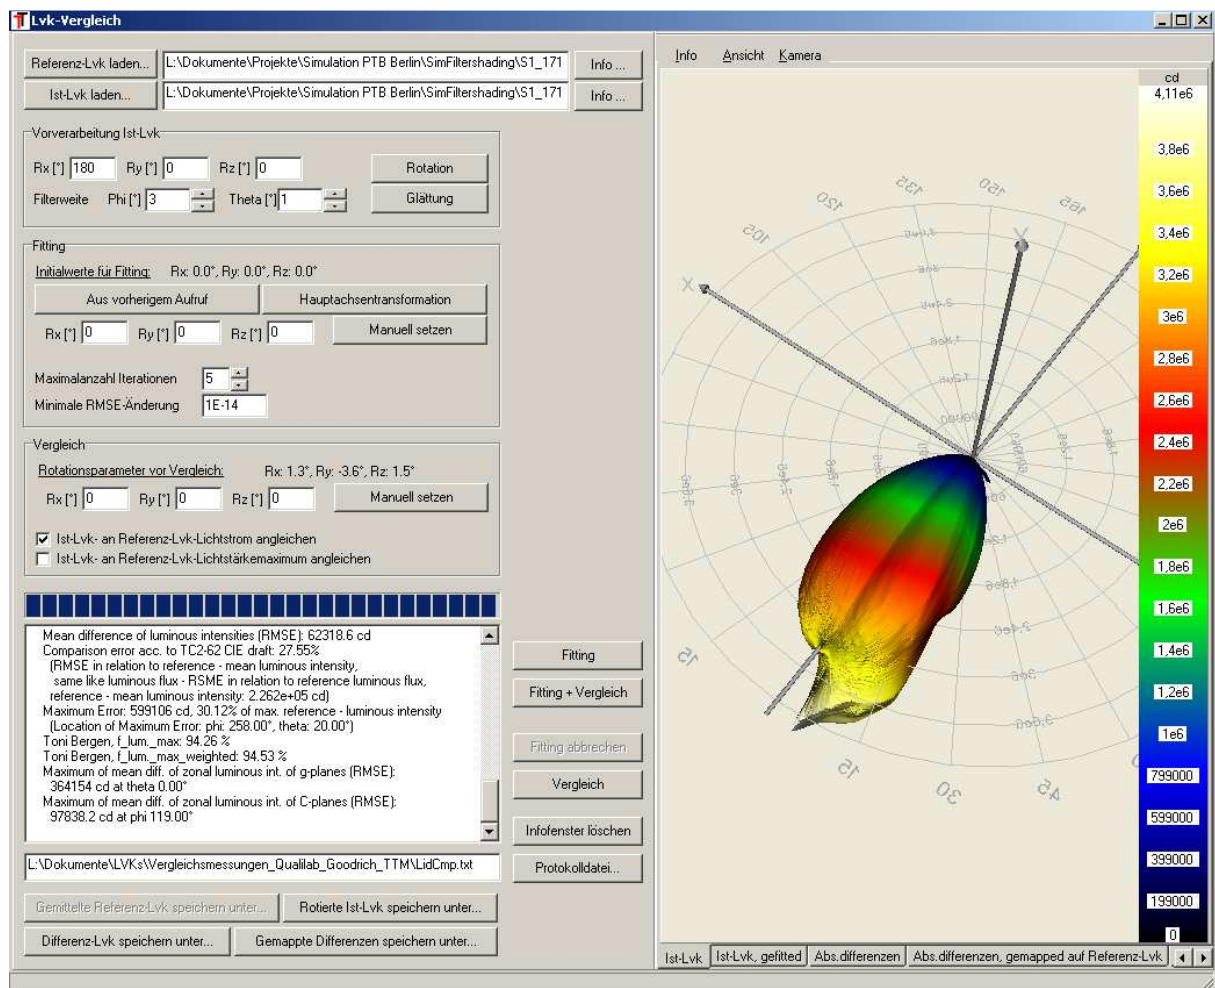 Lvk-Vergleich
Referenz-Lvk laden... L:\Dokumente\Projekte\Simulation PTB Berlin\SimFiltershading\S1_171 Info ...
Ist-Lvk laden... L:\Dokumente\Projekte\Simulation PTB Berlin\SimFiltershading\S1_171 Info ...
Vorverarbeitung Ist-Lvk
Rx [°] 180 Ry [°] 0 Rz [°] 0 Rotation
Filterweite Phi [°] 3 Theta [°] 1 Glättung
Fitting
Initialwerte für Fitting: Rx: 0.0°, Ry: 0.0°, Rz: 0.0°
Aus vorherigem Aufruf Hauptachsentransformation
Rx [°] 0 Ry [°] 0 Rz [°] 0 Manuell setzen
Maximalanzahl Iterationen 5
Minimale RMSE-Änderung 1E-14
Vergleich
Rotationsparameter vor Vergleich: Rx: 1.3°, Ry: -3.6°, Rz: 1.5°
Rx [°] 0 Ry [°] 0 Rz [°] 0 Manuell setzen
Ist-Lvk- an Referenz-Lvk-Lichtstrom angleichen
Ist-Lvk- an Referenz-Lvk-Lichtstärkemaximum angleichen
Mean difference of luminous intensities (RMSE): 62318.6 cd
Comparison error acc. to TC2-62 CIE draft: 27.55%
(RMSE in relation to reference - mean luminous intensity,
same like luminous flux - RSME in relation to reference luminous flux,
reference - mean luminous intensity: 2.262e+05 cd)
Maximum Error: 599106 cd, 30.12% of max. reference - luminous intensity
(Location of Maximum Error: phi: 258.00°, theta: 20.00°)
Toni Bergen, f_lum._max: 94.26 %
Toni Bergen, f_lum._max_weighted: 94.53 %
Maximum of mean diff. of zonal luminous int. of g-planes (RMSE):
364154 cd at theta 0.00°
Maximum of mean diff. of zonal luminous int. of C-planes (RMSE):
97838.2 cd at phi 119.00°
L:\Dokumente\LVKs\Vergleichsmessungen_Qualilab_Goodrich_TTM\LidCmp.txt
Gemittelte Referenz-Lvk speichern unter... Rotierte Ist-Lvk speichern unter...
Differenz-Lvk speichern unter... Gemappte Differenzen speichern unter...
Fitting
Fitting + Vergleich
Fitting abbrechen
Vergleich
Infofenster löschen
Protokolldatei...
Info Ansicht Kamera
120
105
135
150
165
X
Y
15
30
45
cd
4,11e6
3,8e6
3,6e6
3,4e6
3,2e6
3e6
2,8e6
2,6e6
2,4e6
2,2e6
2e6
1,8e6
1,6e6
1,4e6
1,2e6
1e6
799000
599000
399000
199000
0
Ist-Lvk Ist-Lvk, gefitted Abs.differenzen Abs.differenzen, gemapped auf Referenz-Lvk